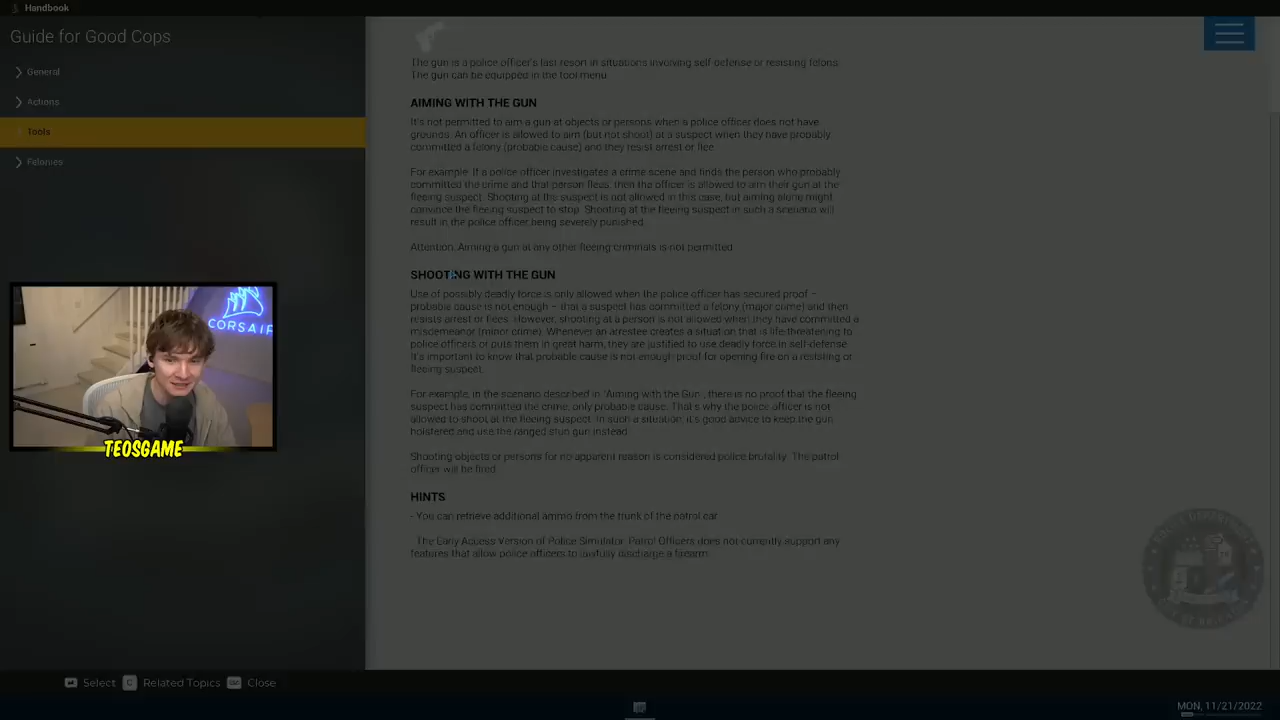 Handbook
Guide for Good Cops
General
Actions
Tools
Felonies
The gun is a police officer's last resort in situations involving self defense or resisting felons.
The gun can be equipped in the tool menu.
AIMING WITH THE GUN
It's not permitted to aim a gun at objects or persons when a police officer does not have
grounds. An officer is allowed to aim (but not shoot) at a suspect when they have probably
committed a felony (probable cause) and they resist arrest or flee.
For example: If a police officer investigates a crime scene and finds the person who probably
committed the crime and that person flees, then the officer is allowed to aim their gun at the
fleeing suspect. Shooting at the suspect is not allowed in this case, but aiming alone might
convince the fleeing suspect to stop. Shooting at the fleeing suspect in such a scenario will
result in the police officer being severely punished.
Attention: Aiming a gun at any other fleeing criminals is not permitted.
SHOOTING WITH THE GUN
Use of possibly deadly force is only allowed when the police officer has secured proof –
probable cause is not enough – that a suspect has committed a felony (major crime) and then
resists arrest or flees. However, shooting at a person is not allowed when they have committed a
misdemeanor (minor crime). Whenever an arrestee creates a situation that is life-threatening to
police officers or puts them in great harm, they are justified to use deadly force in self-defense.
It's important to know that probable cause is not enough proof for opening fire on a resisting or
fleeing suspect.
For example, in the scenario described in "Aiming with the Gun", there is no proof that the fleeing
suspect has committed the crime, only probable cause. That's why the police officer is not
allowed to shoot at the fleeing suspect. In such a situation, it's good advice to keep the gun
holstered and use the ranged stun gun instead.
Shooting objects or persons for no apparent reason is considered police brutality. The patrol
officer will be fired.
HINTS
- You can retrieve additional ammo from the trunk of the patrol car.
The Early Access Version of Police Simulator: Patrol Officers does not currently support any
features that allow police officers to lawfully discharge a firearm.
CORSAIR
TEOSGAME
Select
C Related Topics
Close
MON, 11/21/2022